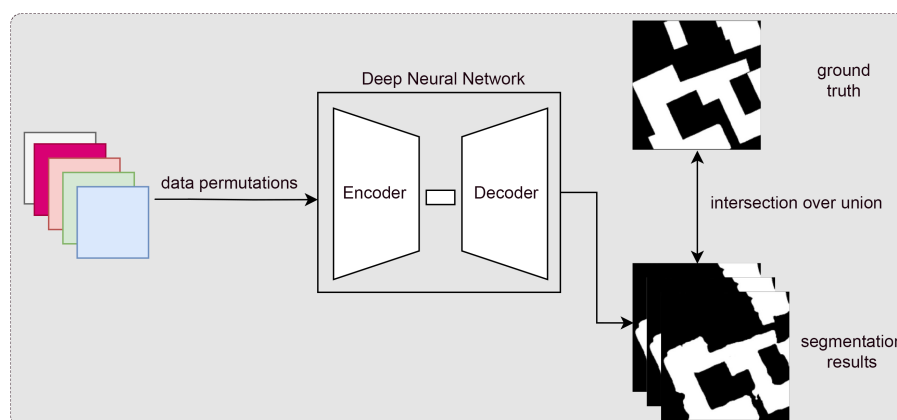 Deep Neural Network
ground
truth
data permutations
Encoder
Decoder
intersection over union
segmentation
results